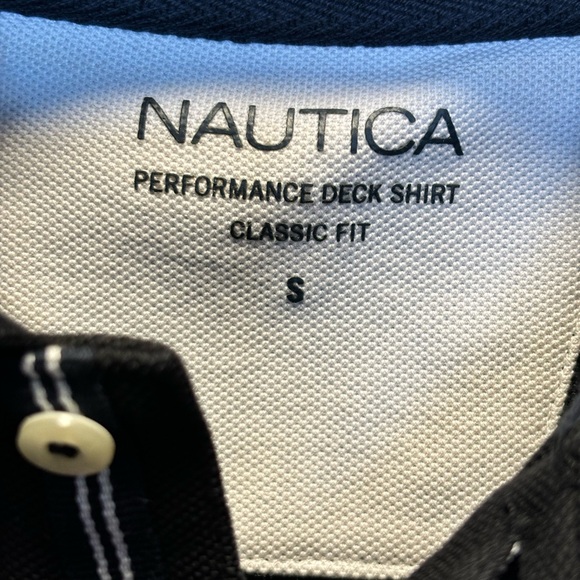 NAUTICA
PERFORMANCE DECK SHIRT
CLASSIC FIT
S